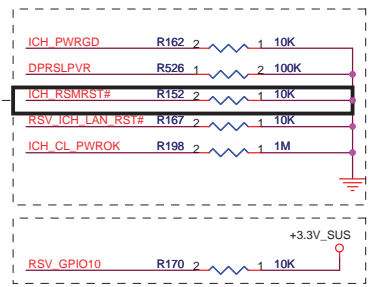 ICH_PWRGD R162 2 1 10K
DPRSLPVR R526 1 2 100K
ICH_RSMRST# R152 2 1 10K
RSV_ICH_LAN_RST# R167 2 1 10K
ICH_CL_PWROK R198 2 1 1M
+3.3V_SUS
RSV_GPIO10 R170 2 1 10K